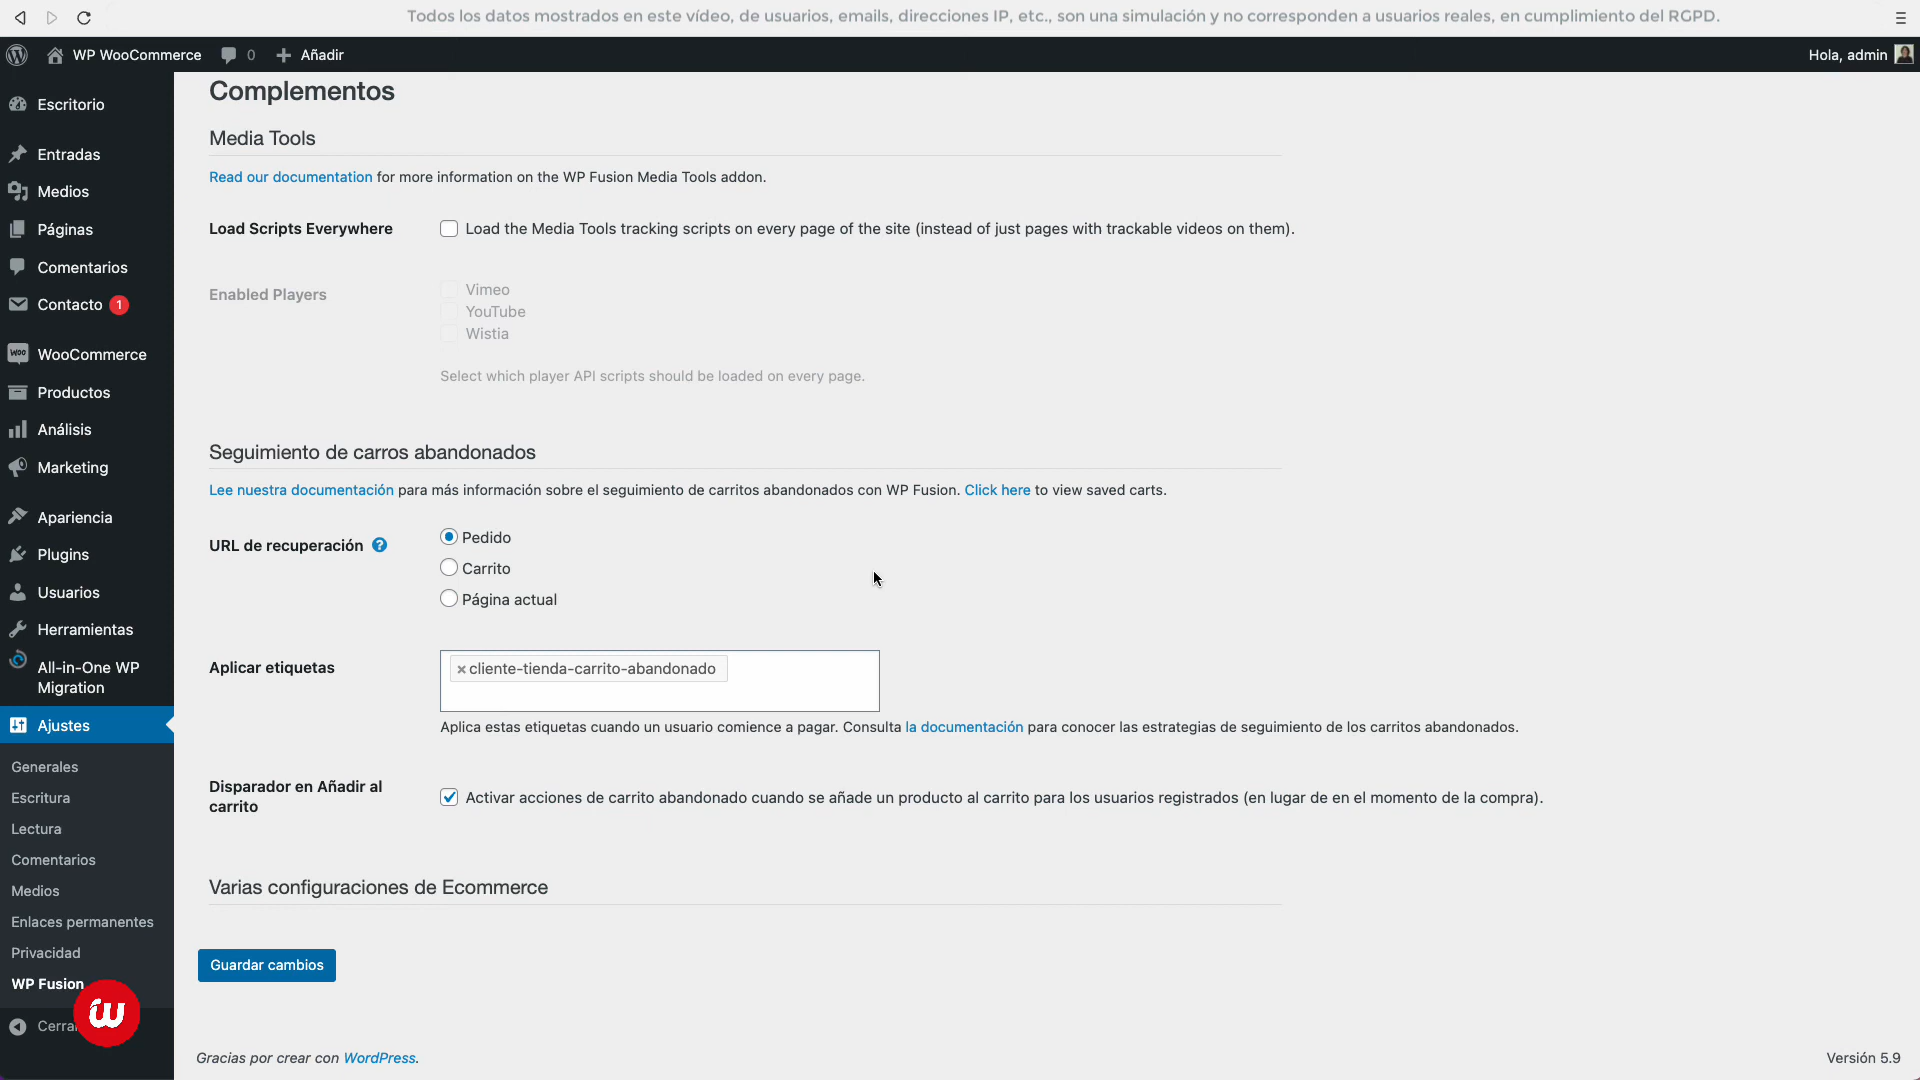 Todos los datos mostrados en este vídeo, de usuarios, emails, direcciones IP, etc., son una simulación y no corresponden a usuarios reales, en cumplimiento del RGPD.
WP WooCommerce 0 Añadir Hola, admin
Escritorio
Entradas
Medios
Páginas
Comentarios
Contacto 1
WooCommerce
Productos
Análisis
Marketing
Apariencia
Plugins
Usuarios
Herramientas
All-in-One WP
Migration
Ajustes
Generales
Escritura
Lectura
Comentarios
Medios
Enlaces permanentes
Privacidad
WP Fusion
Complementos
Media Tools
Read our documentation for more information on the WP Fusion Media Tools addon.
Load Scripts Everywhere
Load the Media Tools tracking scripts on every page of the site (instead of just pages with trackable videos on them).
Enabled Players
Vimeo
YouTube
Wistia
Select which player API scripts should be loaded on every page.
Seguimiento de carros abandonados
Lee nuestra documentación para más información sobre el seguimiento de carritos abandonados con WP Fusion. Click here to view saved carts.
URL de recuperación ?
Pedido
Carrito
Página actual
Aplicar etiquetas
×cliente-tienda-carrito-abandonado
Aplica estas etiquetas cuando un usuario comience a pagar. Consulta la documentación para conocer las estrategias de seguimiento de los carritos abandonados.
Disparador en Añadir al
carrito
Activar acciones de carrito abandonado cuando se añade un producto al carrito para los usuarios registrados (en lugar de en el momento de la compra).
Varias configuraciones de Ecommerce
Guardar cambios
Gracias por crear con WordPress.
Versión 5.9